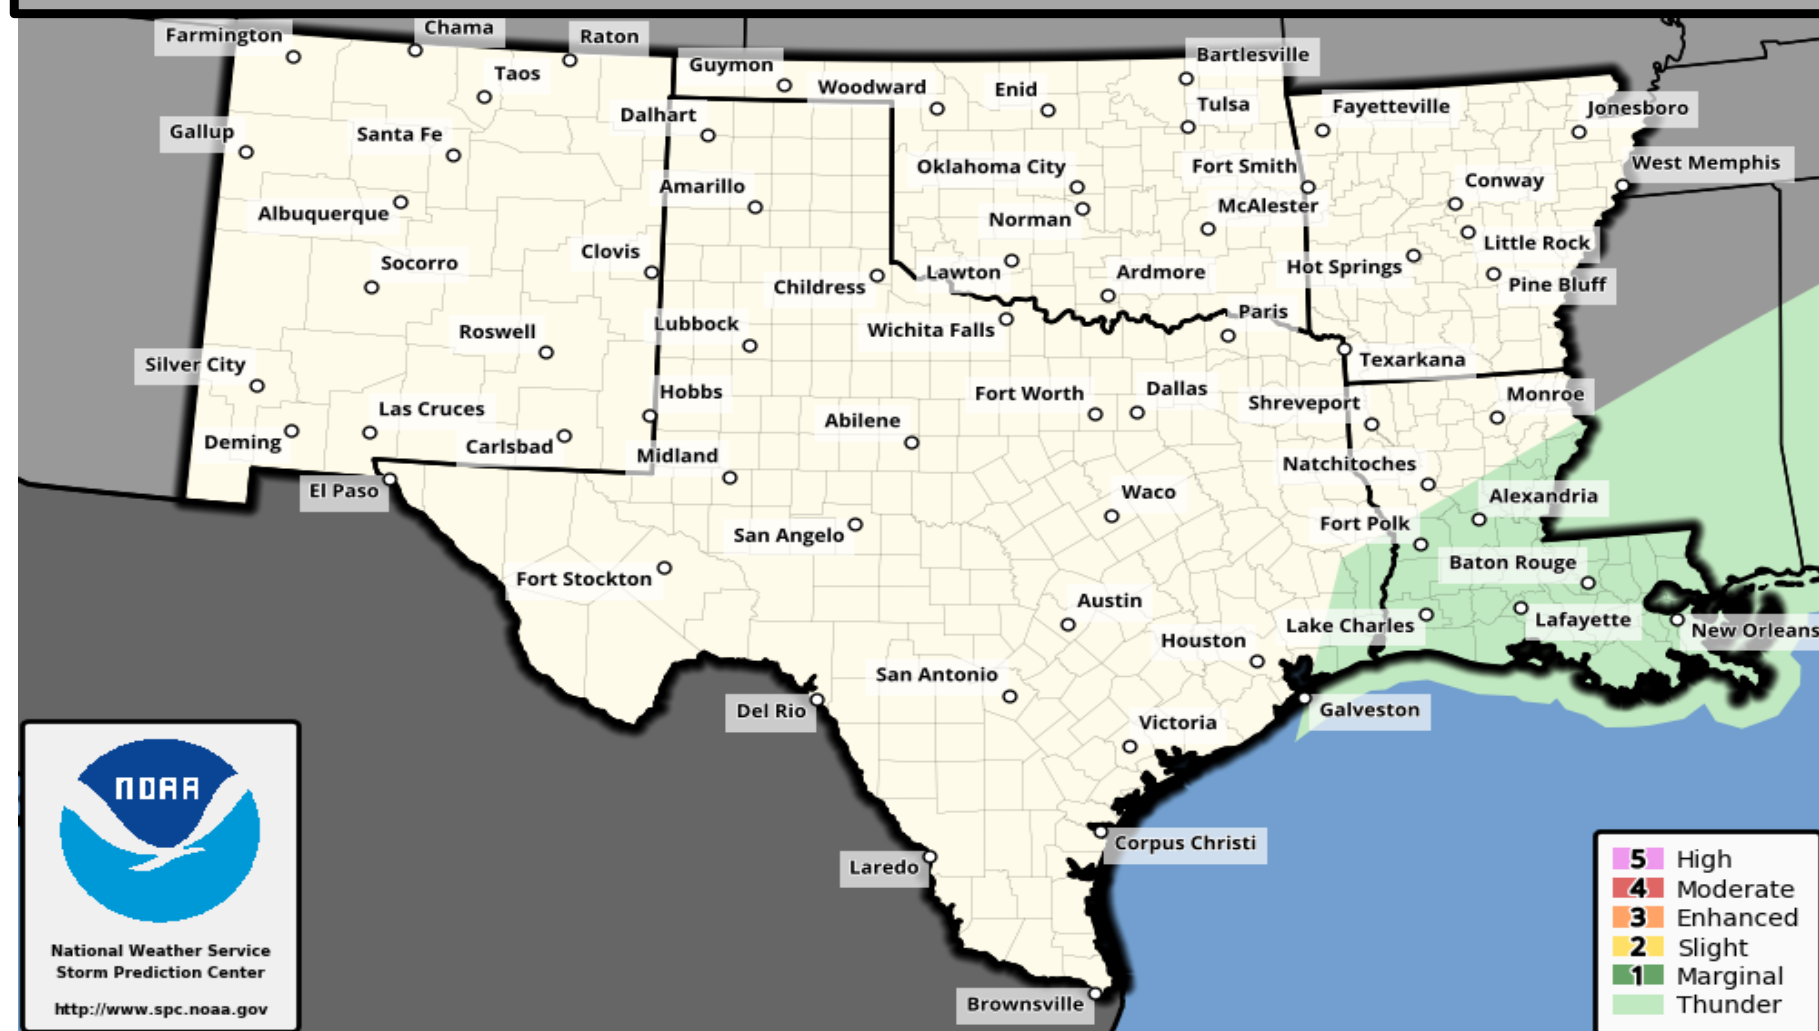 Farmington
Chama
Raton
Taos
Guymon
Woodward
Enid
Bartlesville
Tulsa
Dalhart
Fayetteville
Jonesboro
Gallup
Santa Fe
Oklahoma City
Fort Smith
West Memphis
Amarillo
Conway
Albuquerque
Norman
McAlester
Socorro
Clovis
Little Rock
Childress
Lawton
Ardmore
Hot Springs
Pine Bluff
Roswell
Lubbock
Wichita Falls
Paris
Silver City
Texarkana
Las Cruces
Hobbs
Fort Worth
Dallas
Shreveport
Monroe
Deming
Carlsbad
Midland
Abilene
Natchitoches
El Paso
Waco
Alexandria
San Angelo
Fort Polk
Fort Stockton
Baton Rouge
Austin
Houston
Lake Charles
Lafayette
New Orleans
San Antonio
Del Rio
Victoria
Galveston
Corpus Christi
Laredo
Brownsville
NOAA
National Weather Service
Storm Prediction Center
http://www.spc.noaa.gov
5 High
4 Moderate
3 Enhanced
2 Slight
1 Marginal
Thunder